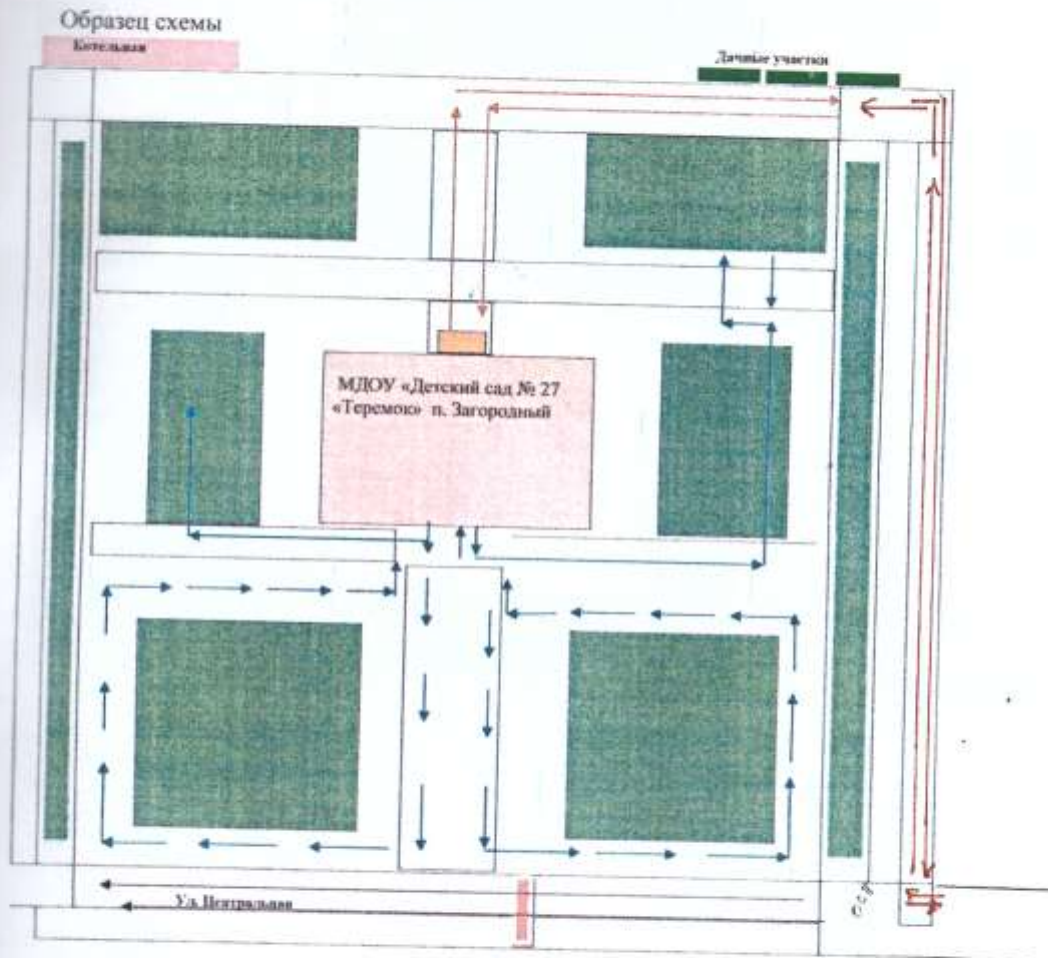 Образец схемы
Котельная
Дачные участки
МДОУ «Детский сад № 27
«Теремок» п. Загородный
Ул. Центральная